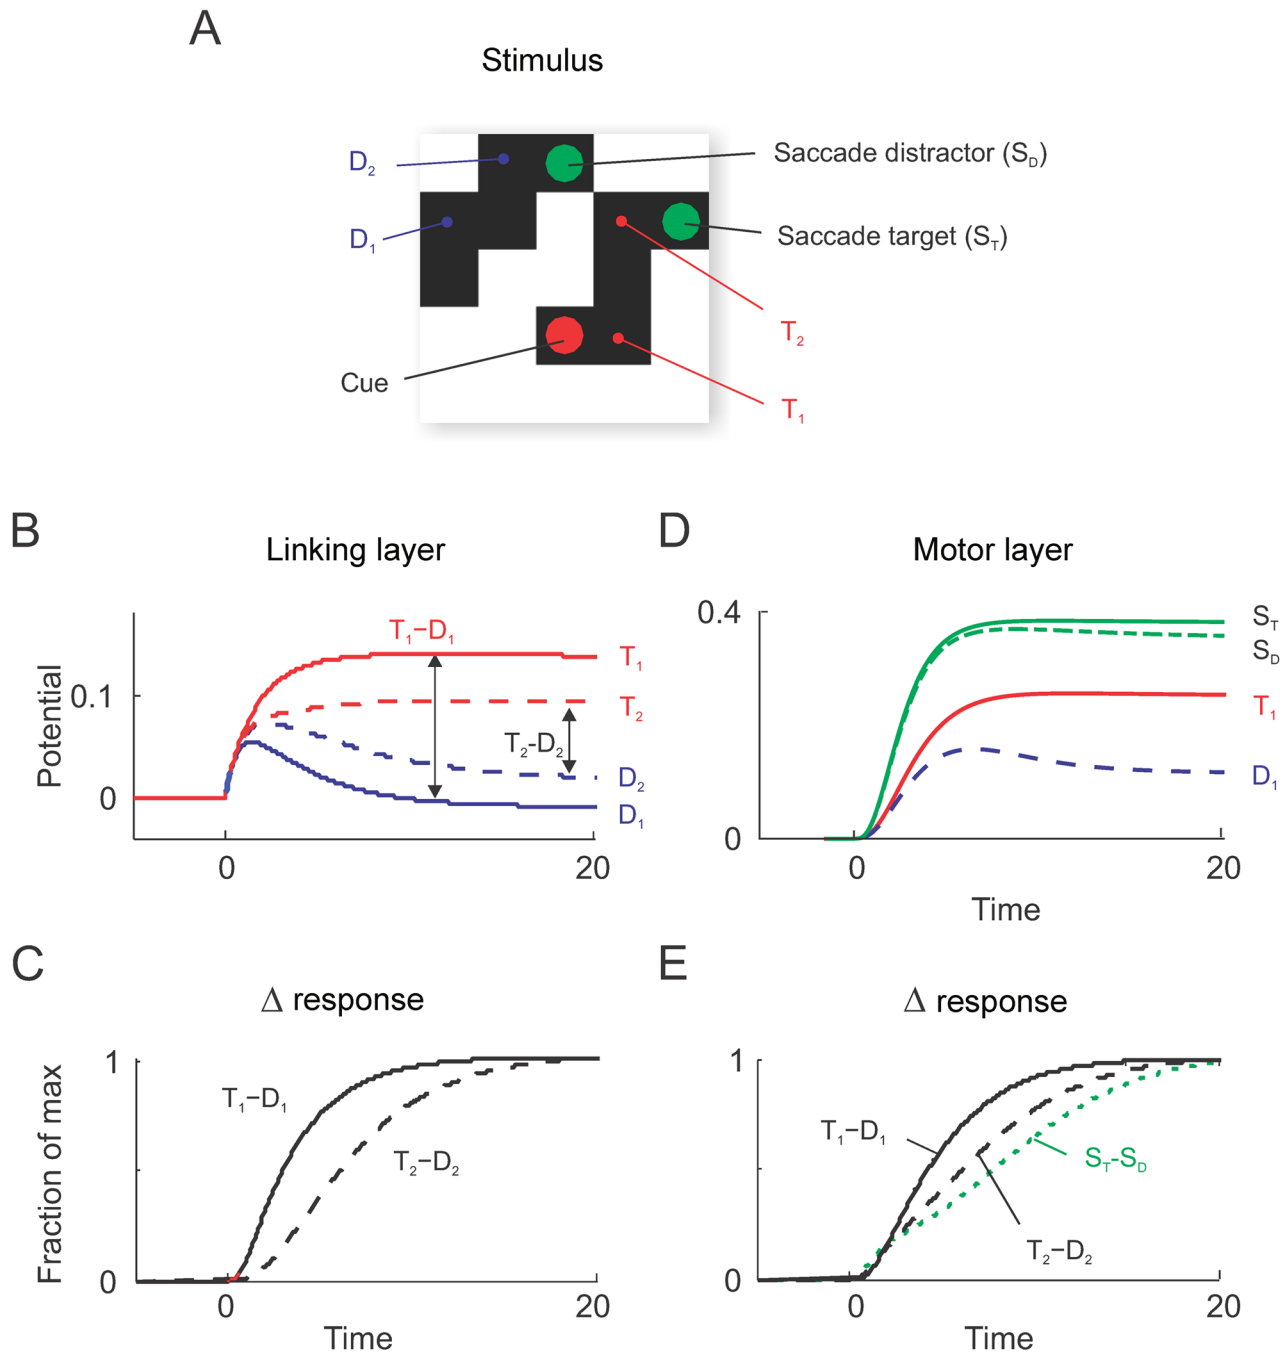 A
Stimulus
D2
Saccade distractor (SD)
D1
Saccade target (ST)
T2
Cue
T1
B
Linking layer
T1−D1
T1
0.1
T2
Potential
T2-D2
D2
0
D1
0
20
D
Motor layer
0.4
ST
SD
T1
D1
0
0
20
Time
C
Δ response
1
T1−D1
T2−D2
Fraction of max
0
0
20
Time
E
Δ response
1
T1−D1
ST-SD
T2−D2
0
0
20
Time